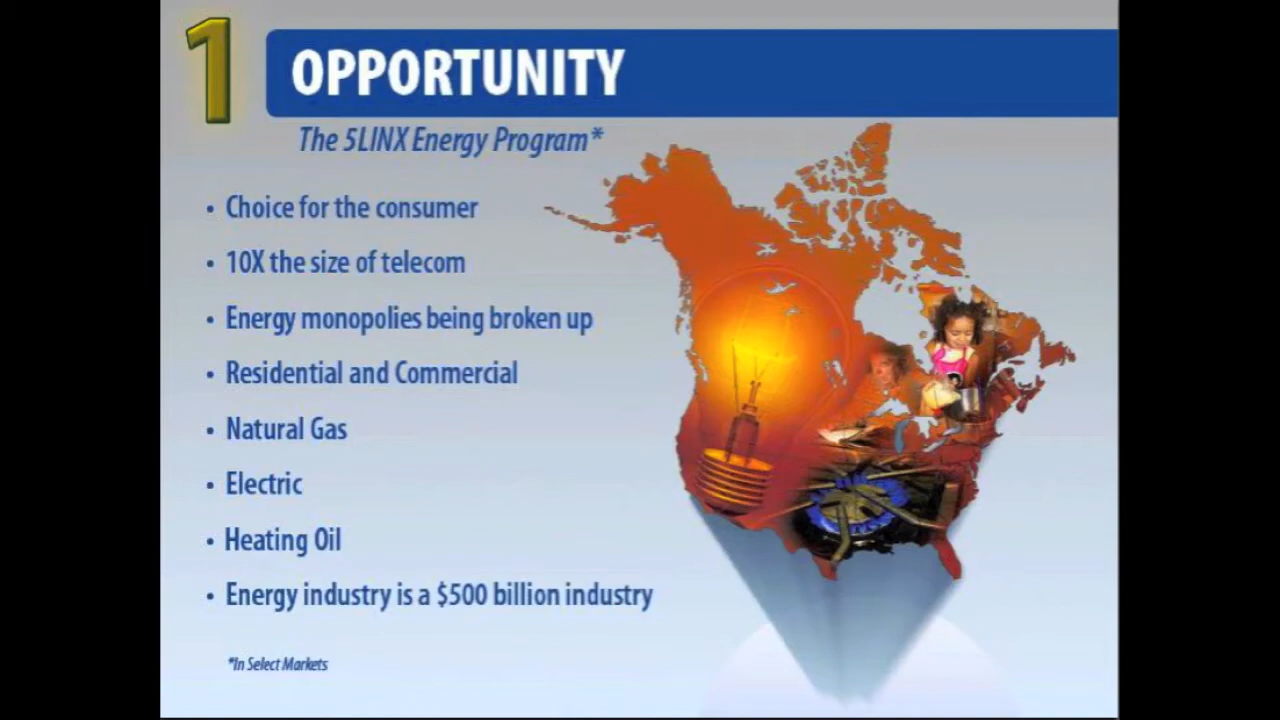 1
OPPORTUNITY
The 5LINX Energy Program*
• Choice for the consumer
• 10X the size of telecom
• Energy monopolies being broken up
• Residential and Commercial
• Natural Gas
• Electric
• Heating Oil
• Energy industry is a $500 billion industry
*In Select Markets